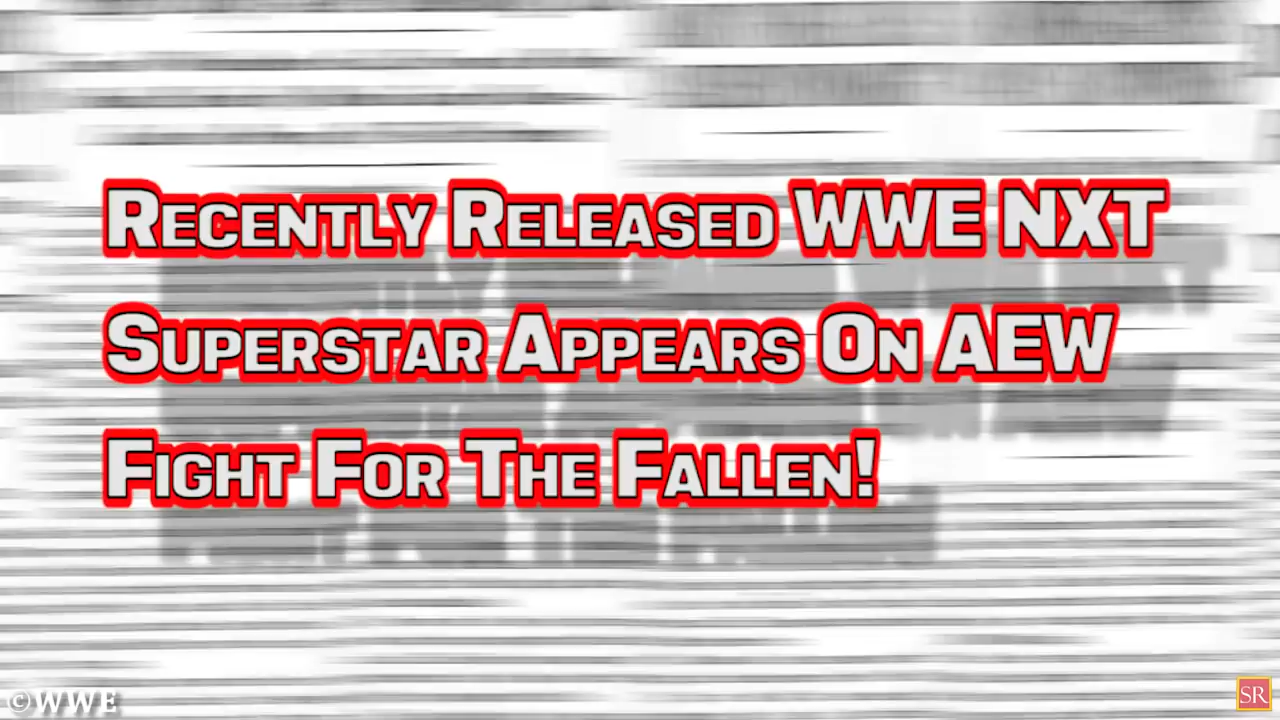 Recently Released WWE NXT
Superstar Appears On AEW
Fight For The Fallen!
©WWE
SR